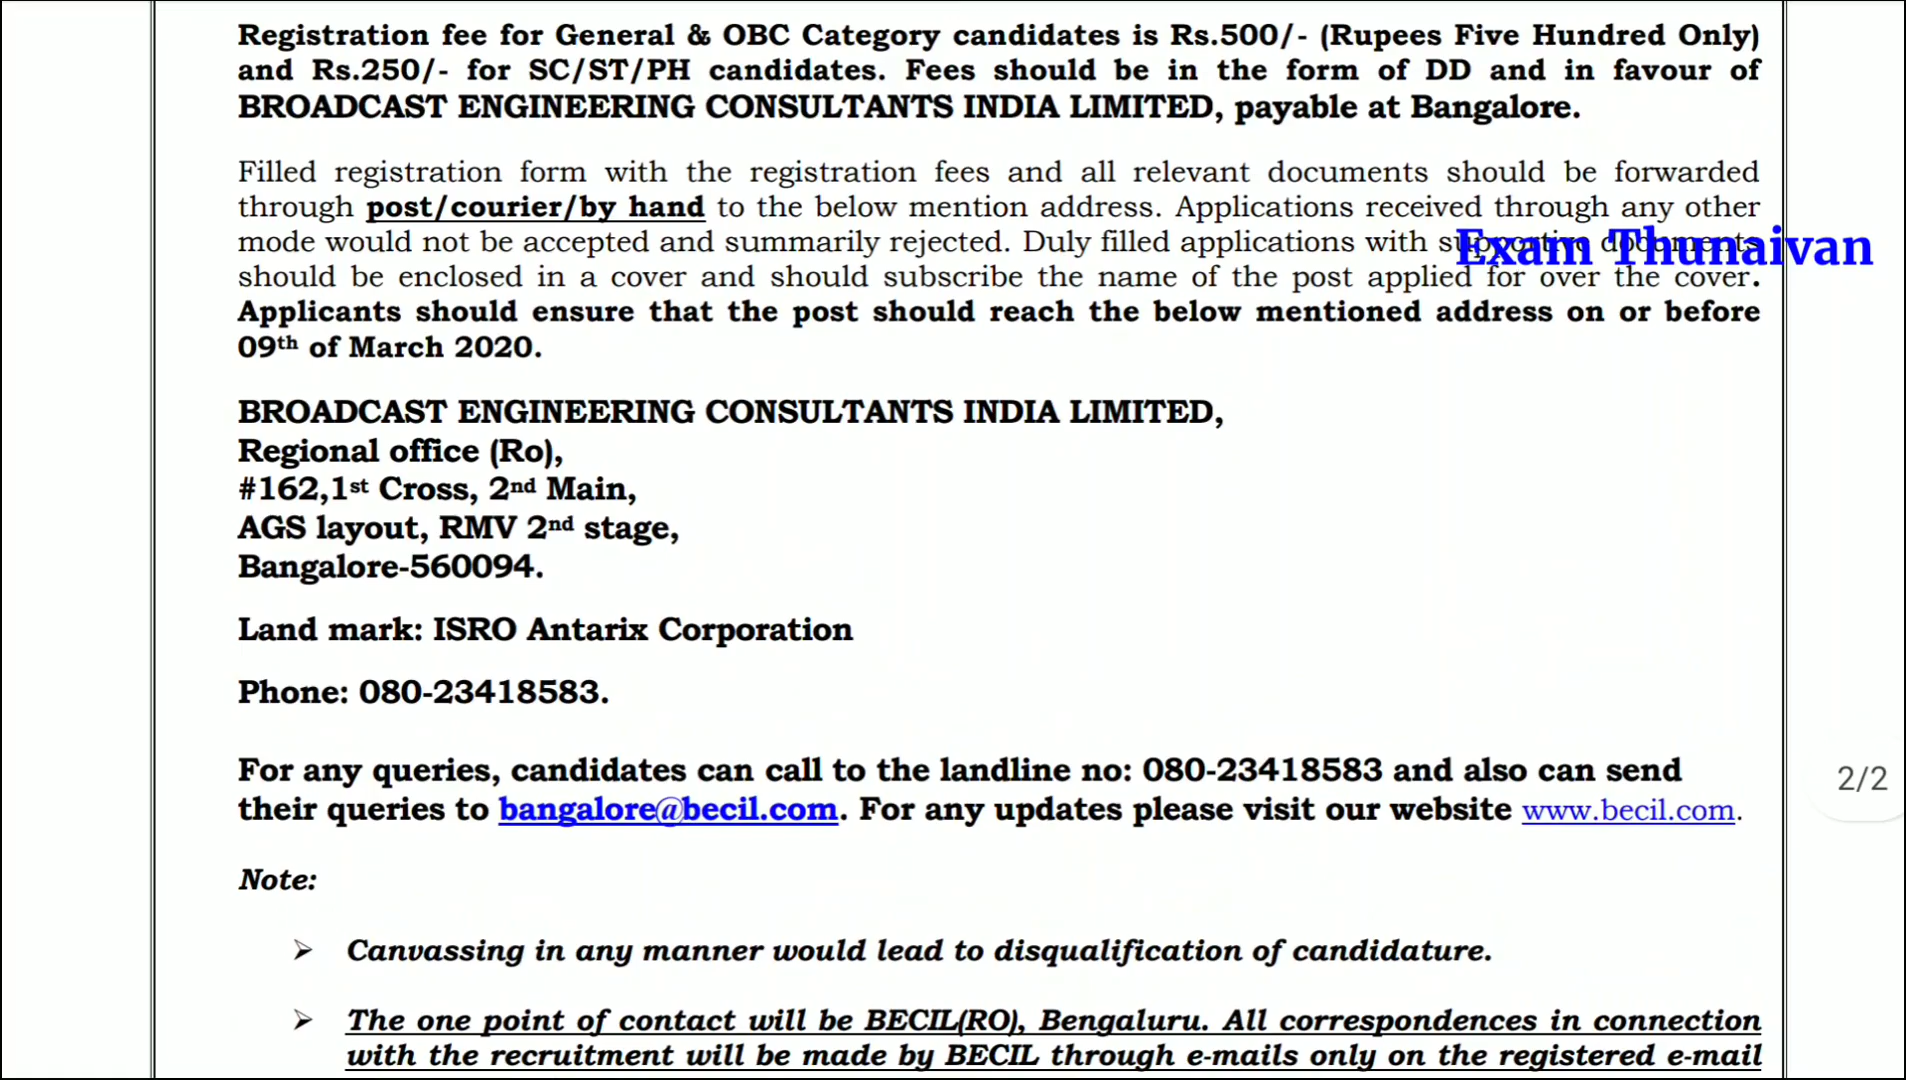 Registration fee for General & OBC Category candidates is Rs.500/- (Rupees Five Hundred Only)
and Rs.250/- for SC/ST/PH candidates. Fees should be in the form of DD and in favour of
BROADCAST ENGINEERING CONSULTANTS INDIA LIMITED, payable at Bangalore.
Filled registration form with the registration fees and all relevant documents should be forwarded
through post/courier/by hand to the below mention address. Applications received through any other
mode would not be accepted and summarily rejected. Duly filled applications with supportive documents
Exam Thunaivan
should be enclosed in a cover and should subscribe the name of the post applied for over the cover.
Applicants should ensure that the post should reach the below mentioned address on or before
09th of March 2020.
BROADCAST ENGINEERING CONSULTANTS INDIA LIMITED,
Regional office (Ro),
#162,1st Cross, 2nd Main,
AGS layout, RMV 2nd stage,
Bangalore-560094.
Land mark: ISRO Antarix Corporation
Phone: 080-23418583.
For any queries, candidates can call to the landline no: 080-23418583 and also can send
their queries to bangalore@becil.com. For any updates please visit our website www.becil.com.
2/2
Note:
➢ Canvassing in any manner would lead to disqualification of candidature.
➢ The one point of contact will be BECIL(RO), Bengaluru. All correspondences in connection
with the recruitment will be made by BECIL through e-mails only on the registered e-mail